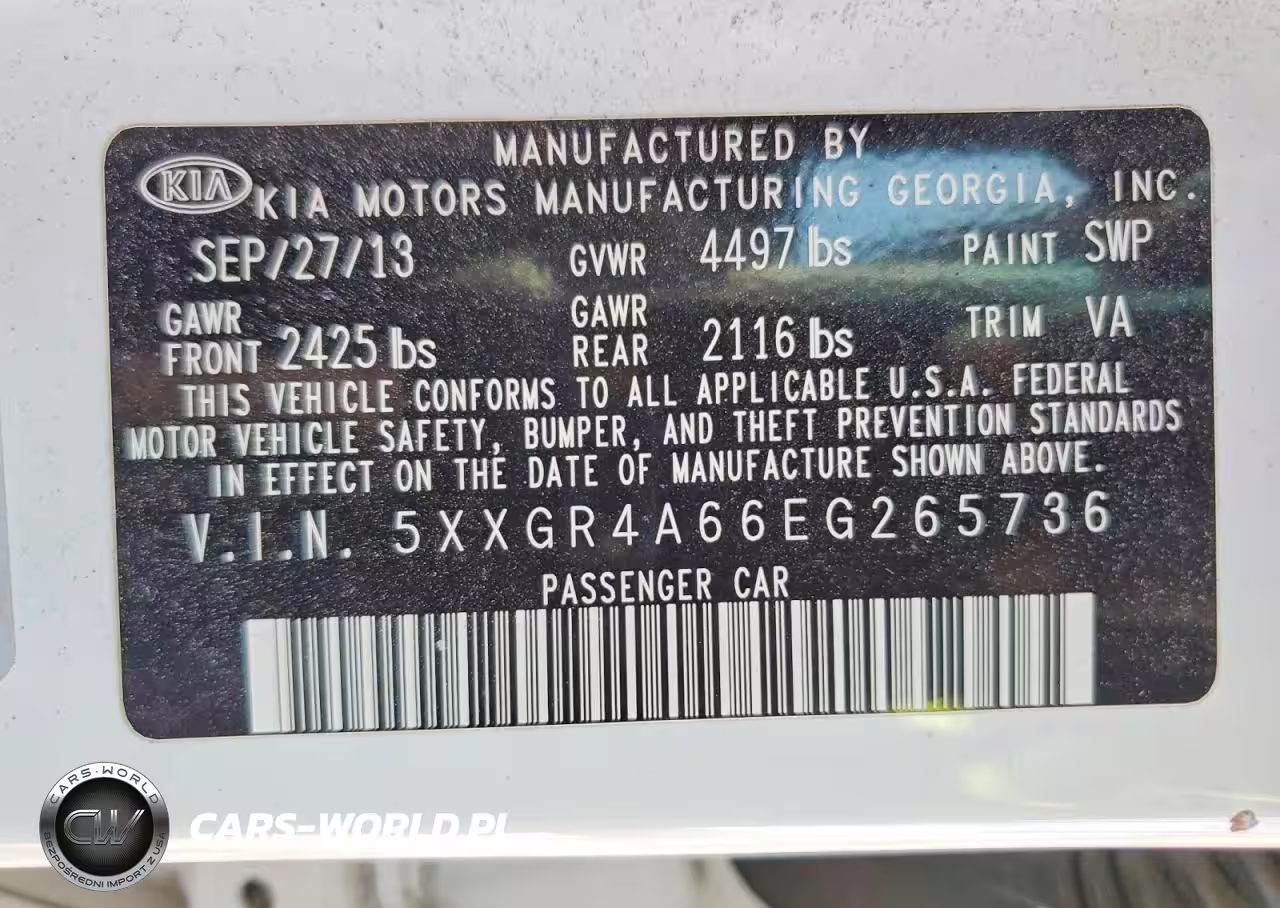 MANUFACTURED BY
KIA
KIA MOTORS MANUFACTURING GEORGIA, INC.
SEP/27/13 GVWR 4497 lbs PAINT SWP
GAWR FRONT 2425 lbs GAWR REAR 2116 lbs TRIM VA
THIS VEHICLE CONFORMS TO ALL APPLICABLE U.S.A. FEDERAL
MOTOR VEHICLE SAFETY, BUMPER, AND THEFT PREVENTION STANDARDS
IN EFFECT ON THE DATE OF MANUFACTURE SHOWN ABOVE.
V.I.N. 5XXGR4A66EG265736
PASSENGER CAR
CARS-WORLD
CW
BEZPOŚREDNI IMPORT Z USA
CARS-WORLD.PL